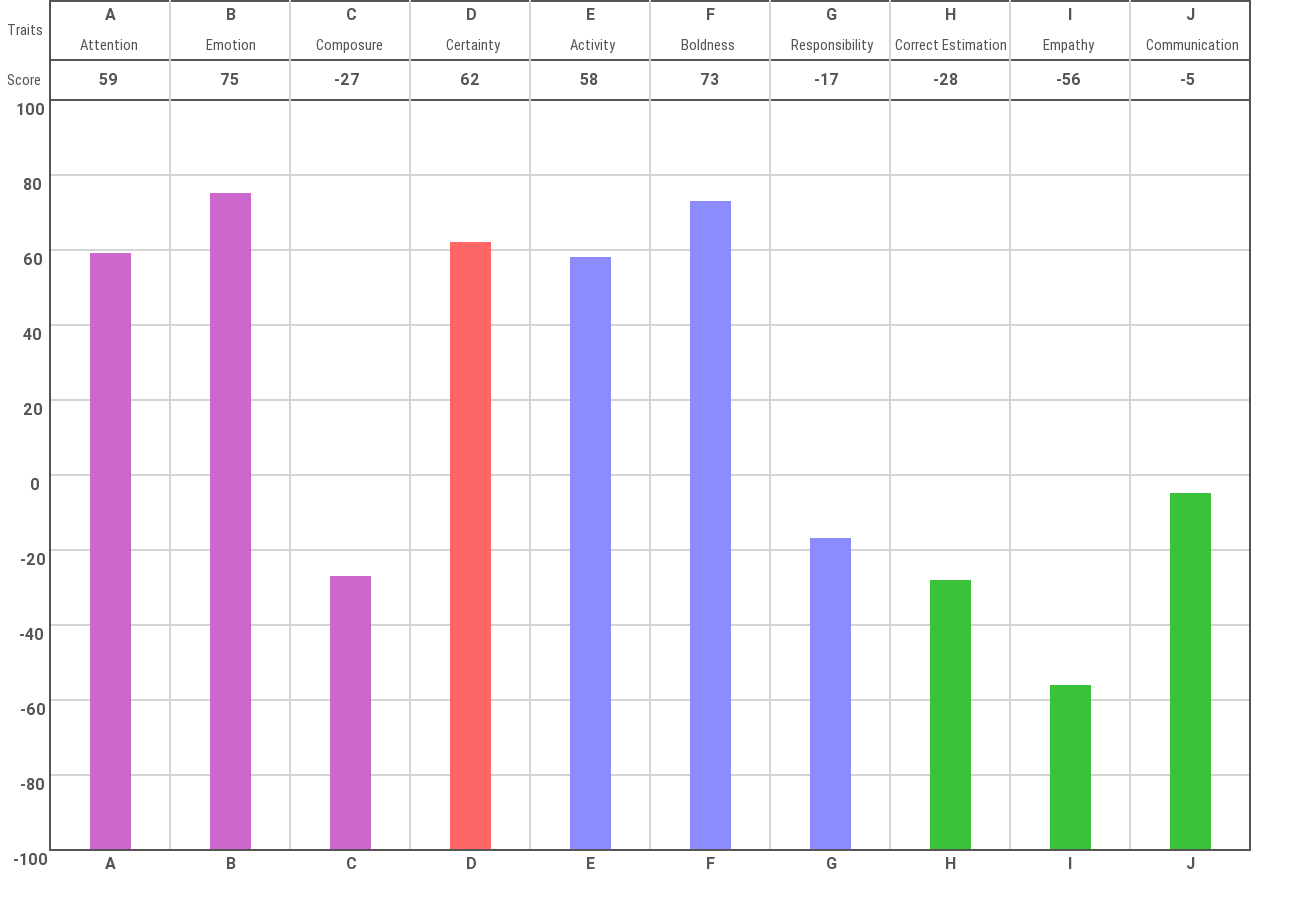 A B C D E F G H I J
Traits
Attention Emotion Composure Certainty Activity Boldness Responsibility Correct Estimation Empathy Communication
Score 59 75 -27 62 58 73 -17 -28 -56 -5
100
80
60
40
20
0
-20
-40
-60
-80
-100
A B C D E F G H I J